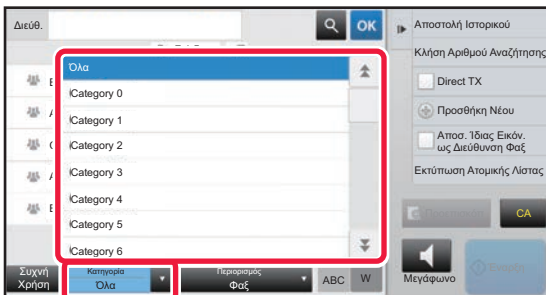 Διεύθ.
OK
Όλα
Category 0
Category 1
Category 2
Category 3
Category 4
Category 5
Category 6
Συχνή
Χρήση
Κατηγορία
Όλα
Περιορισμός
Φαξ
ABC
W
Αποστολή Ιστορικού
Κλήση Αριθμού Αναζήτησης
Direct TX
Προσθήκη Νέου
Αποσ. Ίδιας Εικόν.
ως Διεύθυνση Φαξ
Εκτύπωση Ατομικής Λίστας
CA
Μεγάφωνο
Έναρξη